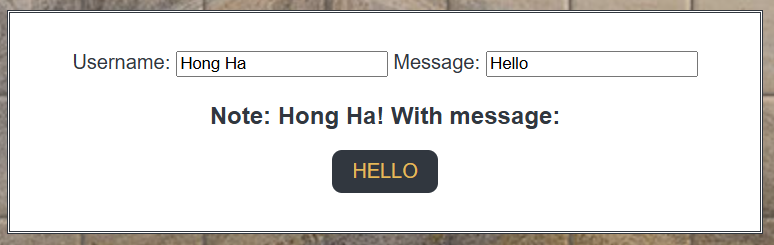 Username: Hong Ha Message: Hello
Note: Hong Ha! With message:
HELLO